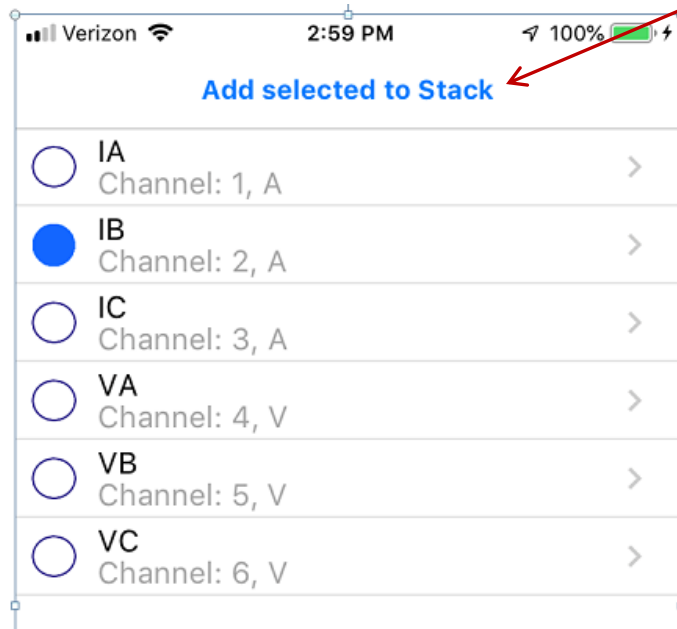 Verizon 2:59 PM 100%
Add selected to Stack
IA
Channel: 1, A
IB
Channel: 2, A
IC
Channel: 3, A
VA
Channel: 4, V
VB
Channel: 5, V
VC
Channel: 6, V